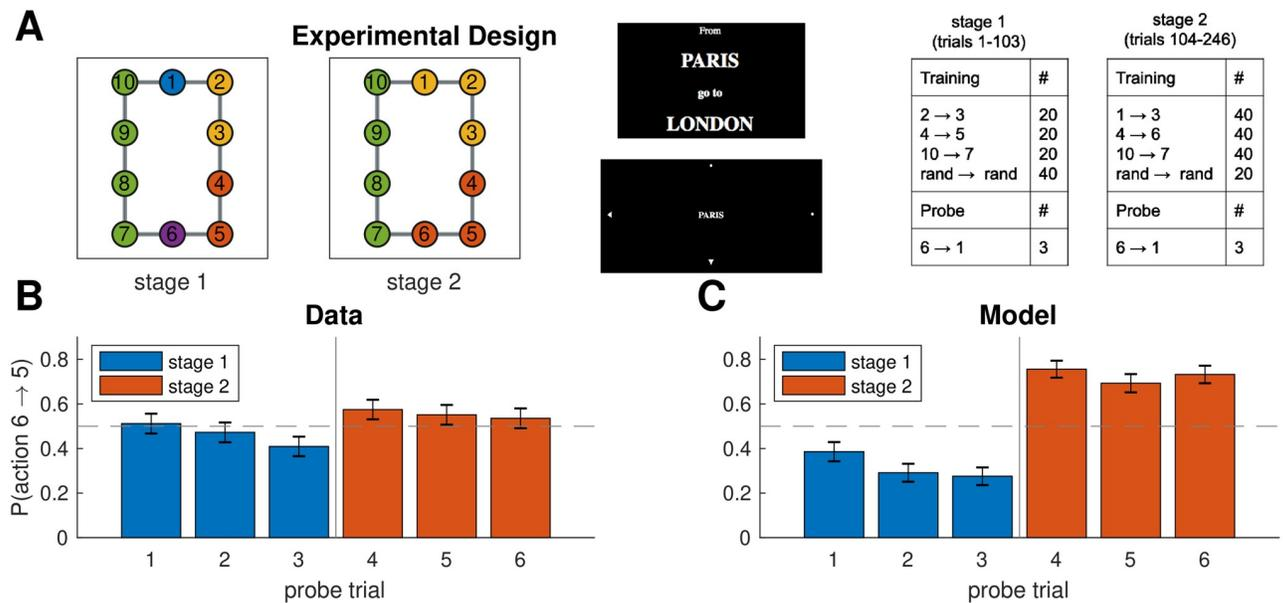 A
Experimental Design
10 1 2
9 3
8 4
7 6 5
stage 1
10 1 2
9 3
8 4
7 6 5
stage 2
From
PARIS
go to
LONDON
PARIS
stage 1
(trials 1-103)
Training #
2 → 3 20
4 → 5 20
10 → 7 20
rand → rand 40
Probe #
6 → 1 3
stage 2
(trials 104-246)
Training #
1 → 3 40
4 → 6 40
10 → 7 40
rand → rand 20
Probe #
6 → 1 3
B
Data
P(action 6 → 5)
0.8
0.6
0.4
0.2
0
stage 1
stage 2
1 2 3 4 5 6
probe trial
C
Model
0.8
0.6
0.4
0.2
0
stage 1
stage 2
1 2 3 4 5 6
probe trial